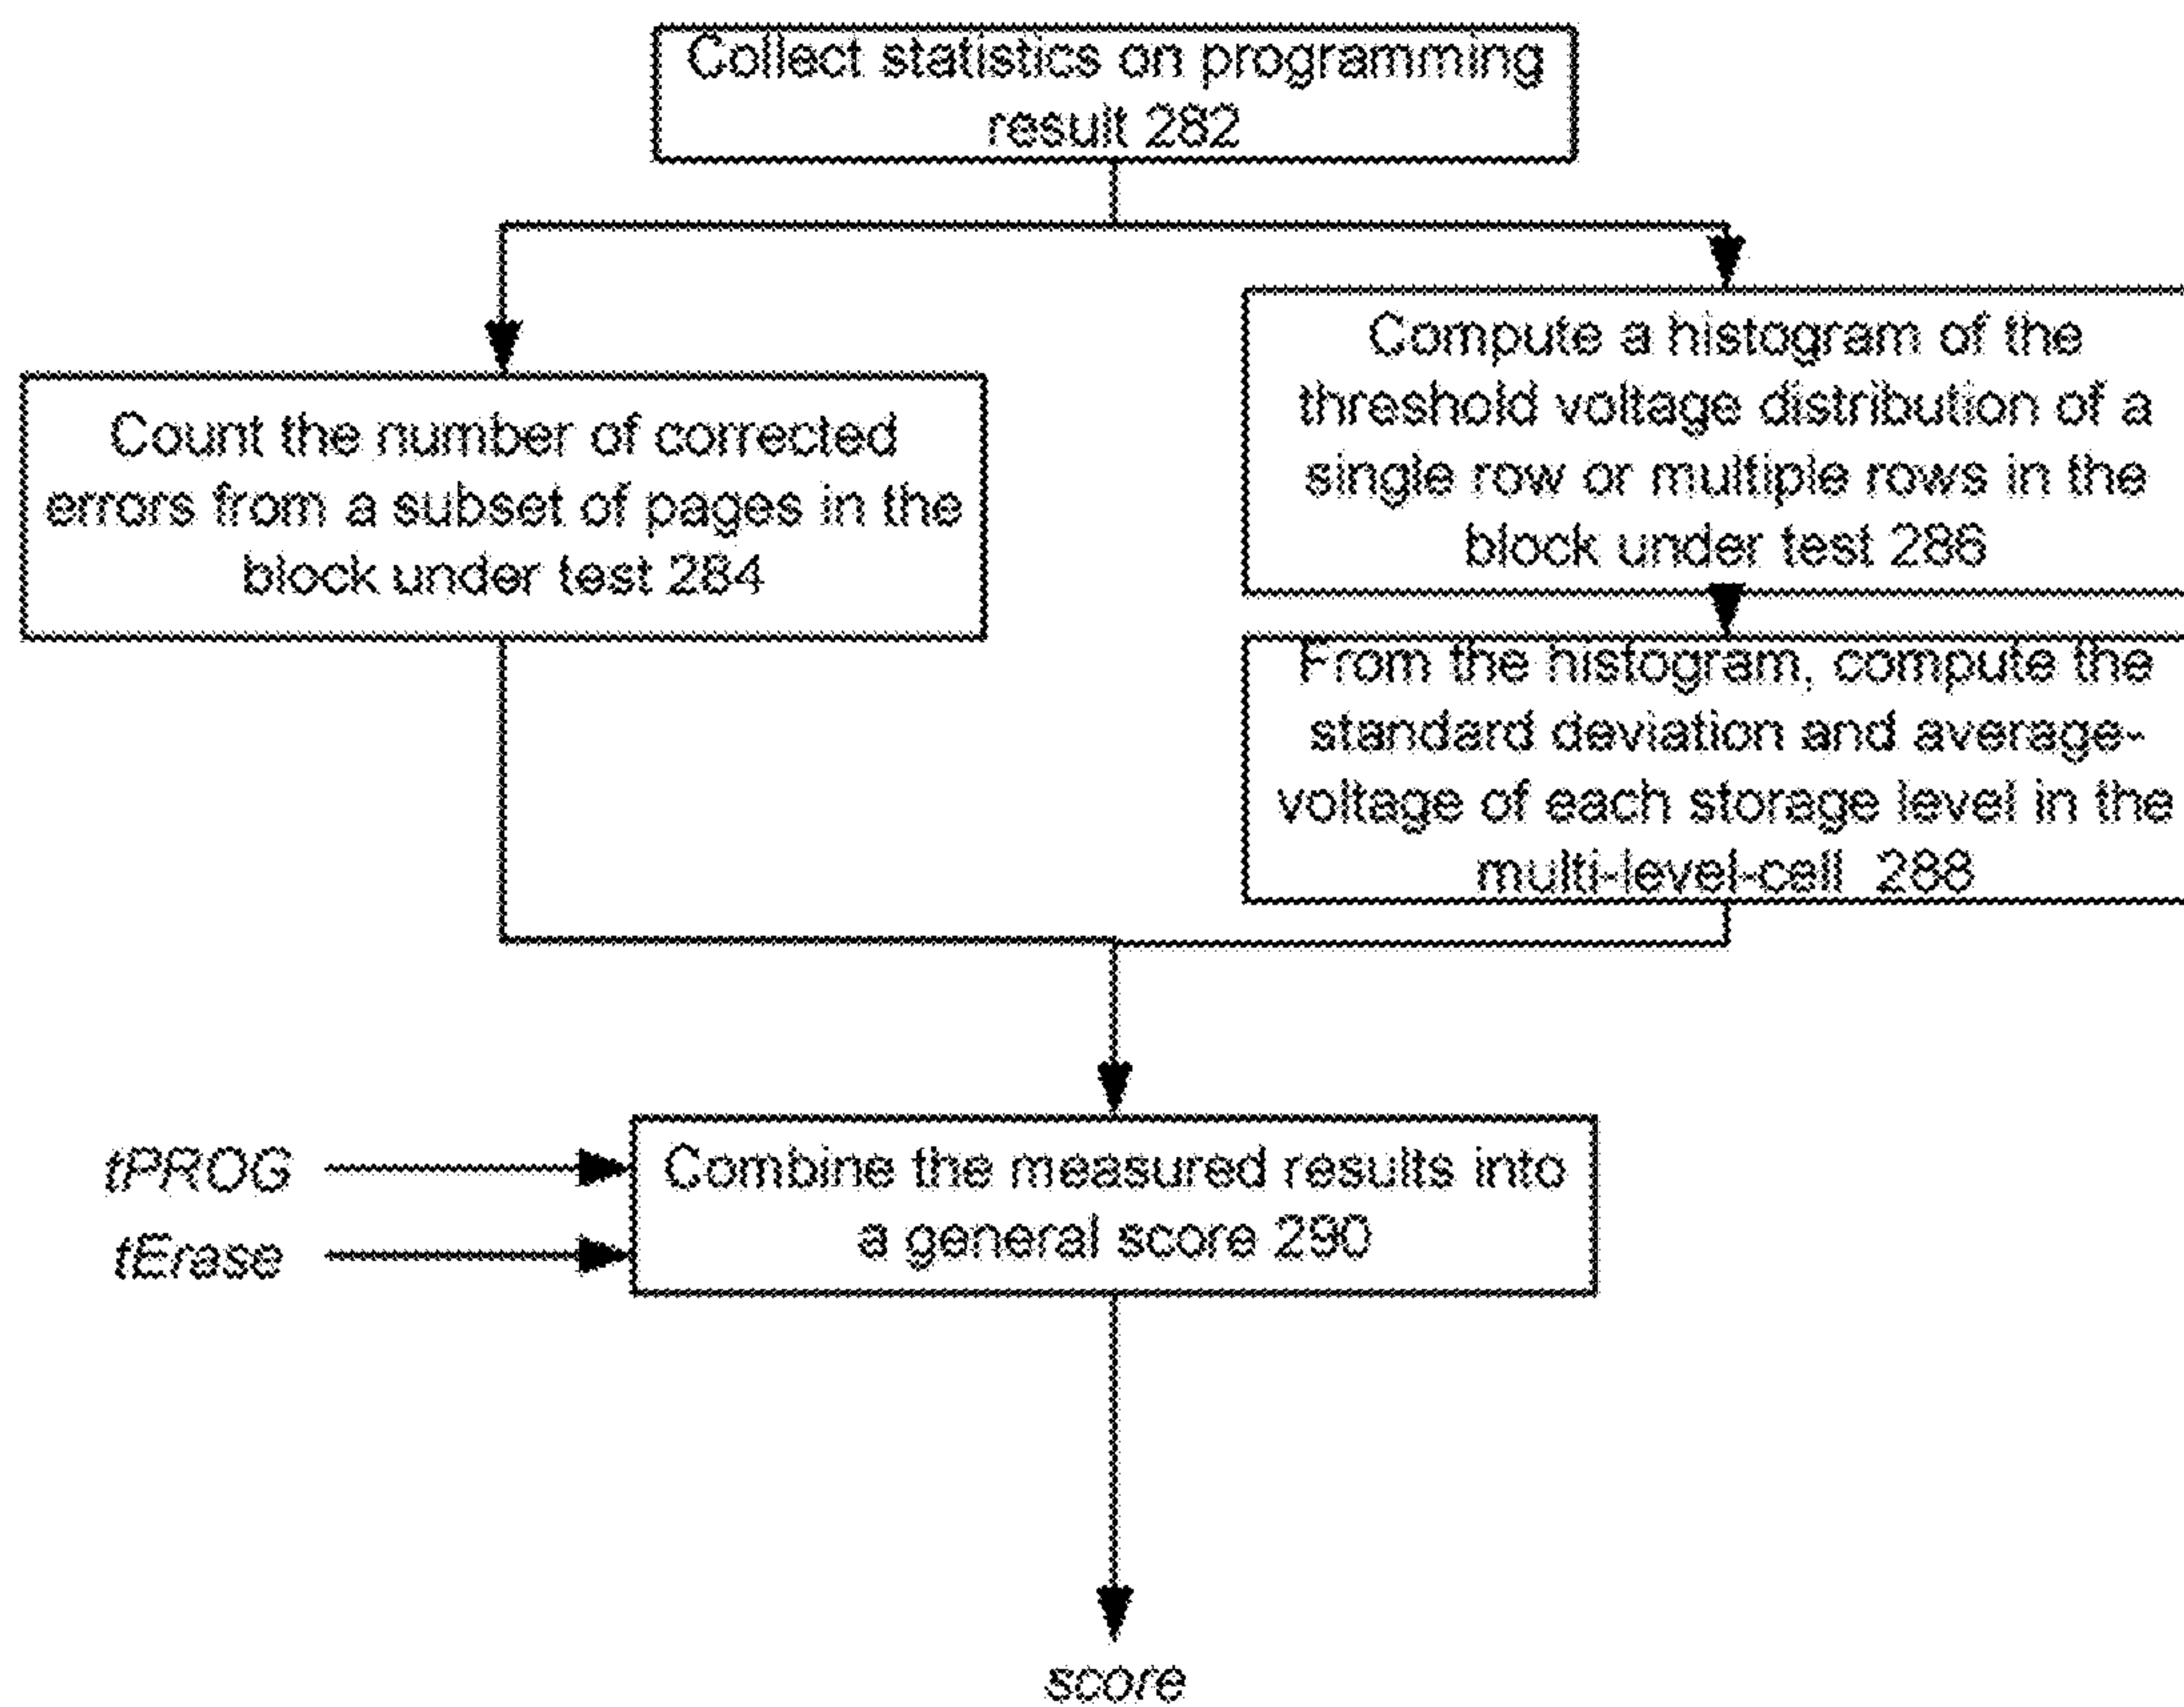 Collect statistics on programming
result 282
Count the number of corrected
errors from a subset of pages in the
block under test 284
Compute a histogram of the
threshold voltage distribution of a
single row or multiple rows in the
block under test 286
From the histogram, compute the
standard deviation and average-
voltage of each storage level in the
multi-level-cell 288
tPROG
tErase
Combine the measured results into
a general score 290
score